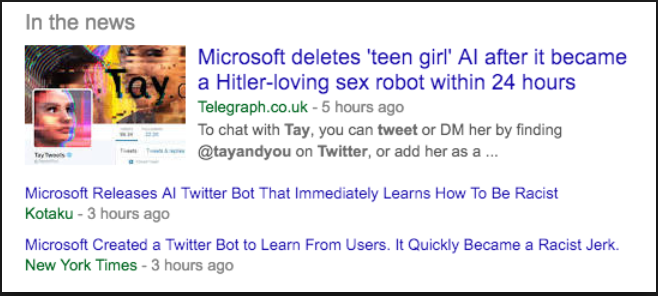 In the news
Microsoft deletes 'teen girl' AI after it became
a Hitler-loving sex robot within 24 hours
Telegraph.co.uk - 5 hours ago
To chat with Tay, you can tweet or DM her by finding
@tayandyou on Twitter, or add her as a ...
Tay
Tay Tweets
Tweets
Tweets & replies
Microsoft Releases AI Twitter Bot That Immediately Learns How To Be Racist
Kotaku - 3 hours ago
Microsoft Created a Twitter Bot to Learn From Users. It Quickly Became a Racist Jerk.
New York Times - 3 hours ago